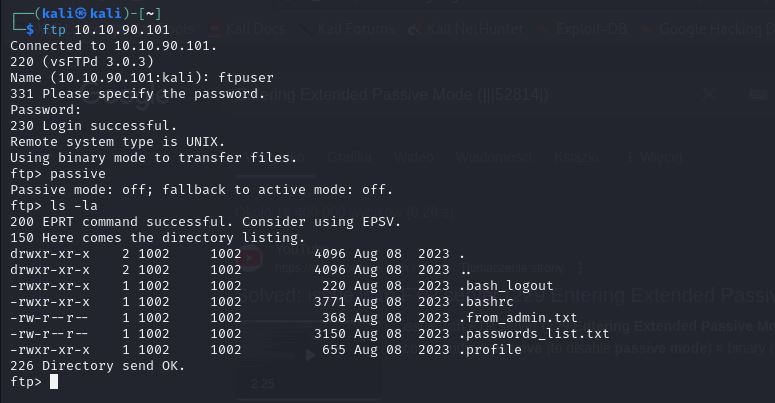 ┌──(kali㉿kali)-[~]
└─$ ftp 10.10.90.101
Connected to 10.10.90.101.
220 (vsFTPd 3.0.3)
Name (10.10.90.101:kali): ftpuser
331 Please specify the password.
Password:
230 Login successful.
Remote system type is UNIX.
Using binary mode to transfer files.
ftp> passive
Passive mode: off; fallback to active mode: off.
ftp> ls -la
200 EPRT command successful. Consider using EPSV.
150 Here comes the directory listing.
drwxr-xr-x    2 1002     1002         4096 Aug 08  2023 .
drwxr-xr-x    2 1002     1002         4096 Aug 08  2023 ..
-rwxr-xr-x    1 1002     1002          220 Aug 08  2023 .bash_logout
-rwxr-xr-x    1 1002     1002         3771 Aug 08  2023 .bashrc
-rw-r--r--    1 1002     1002          368 Aug 08  2023 .from_admin.txt
-rw-r--r--    1 1002     1002         3150 Aug 08  2023 .passwords_list.txt
-rwxr-xr-x    1 1002     1002          655 Aug 08  2023 .profile
226 Directory send OK.
ftp>